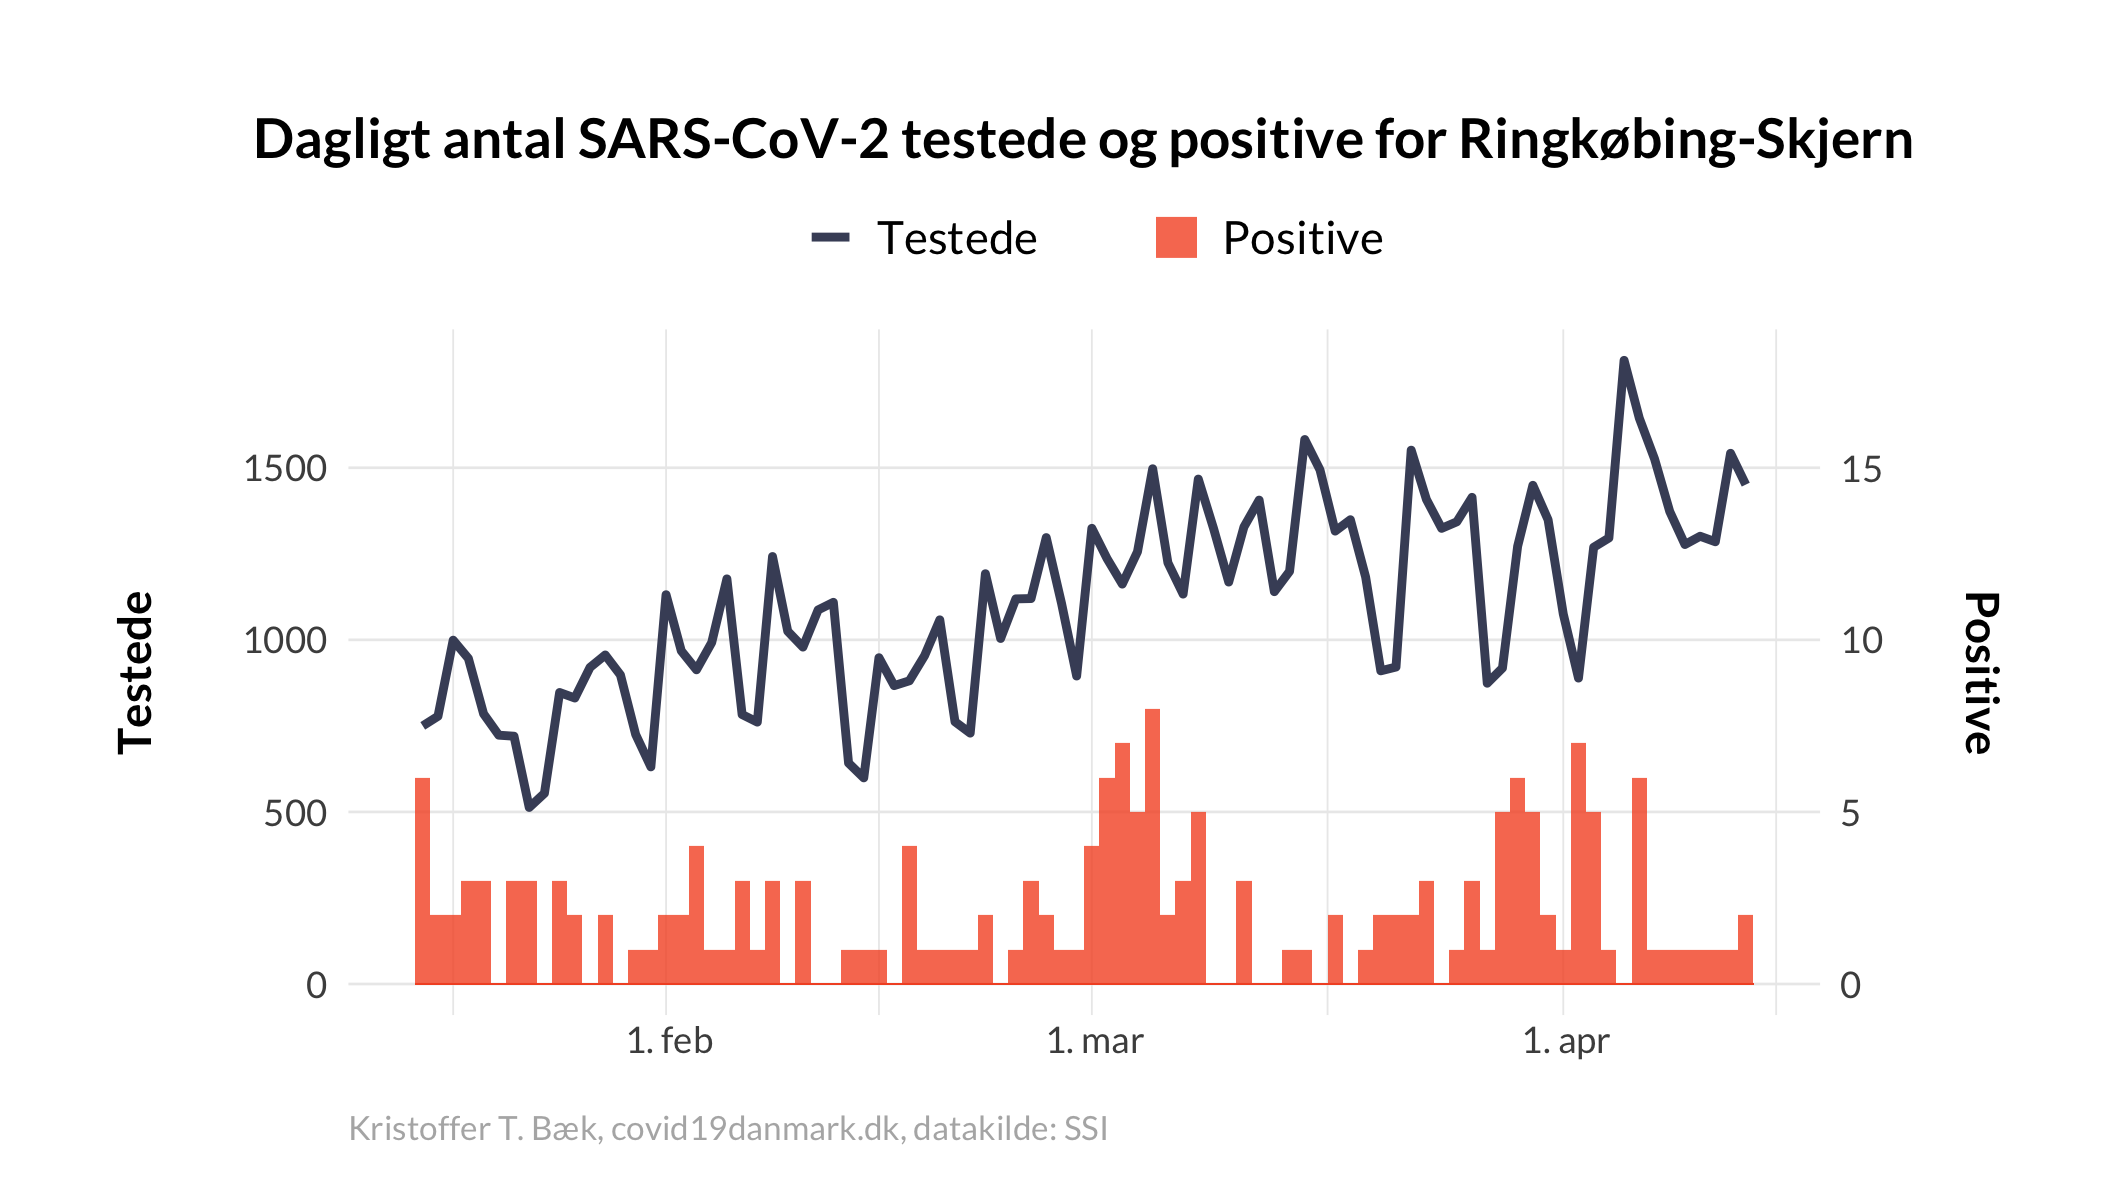 Dagligt antal SARS-CoV-2 testede og positive for Ringkøbing-Skjern
Testede
Positive
Testede
1500
1000
500
0
15
10
5
0
Positive
1. feb
1. mar
1. apr
Kristoffer T. Bæk, covid19danmark.dk, datakilde: SSI